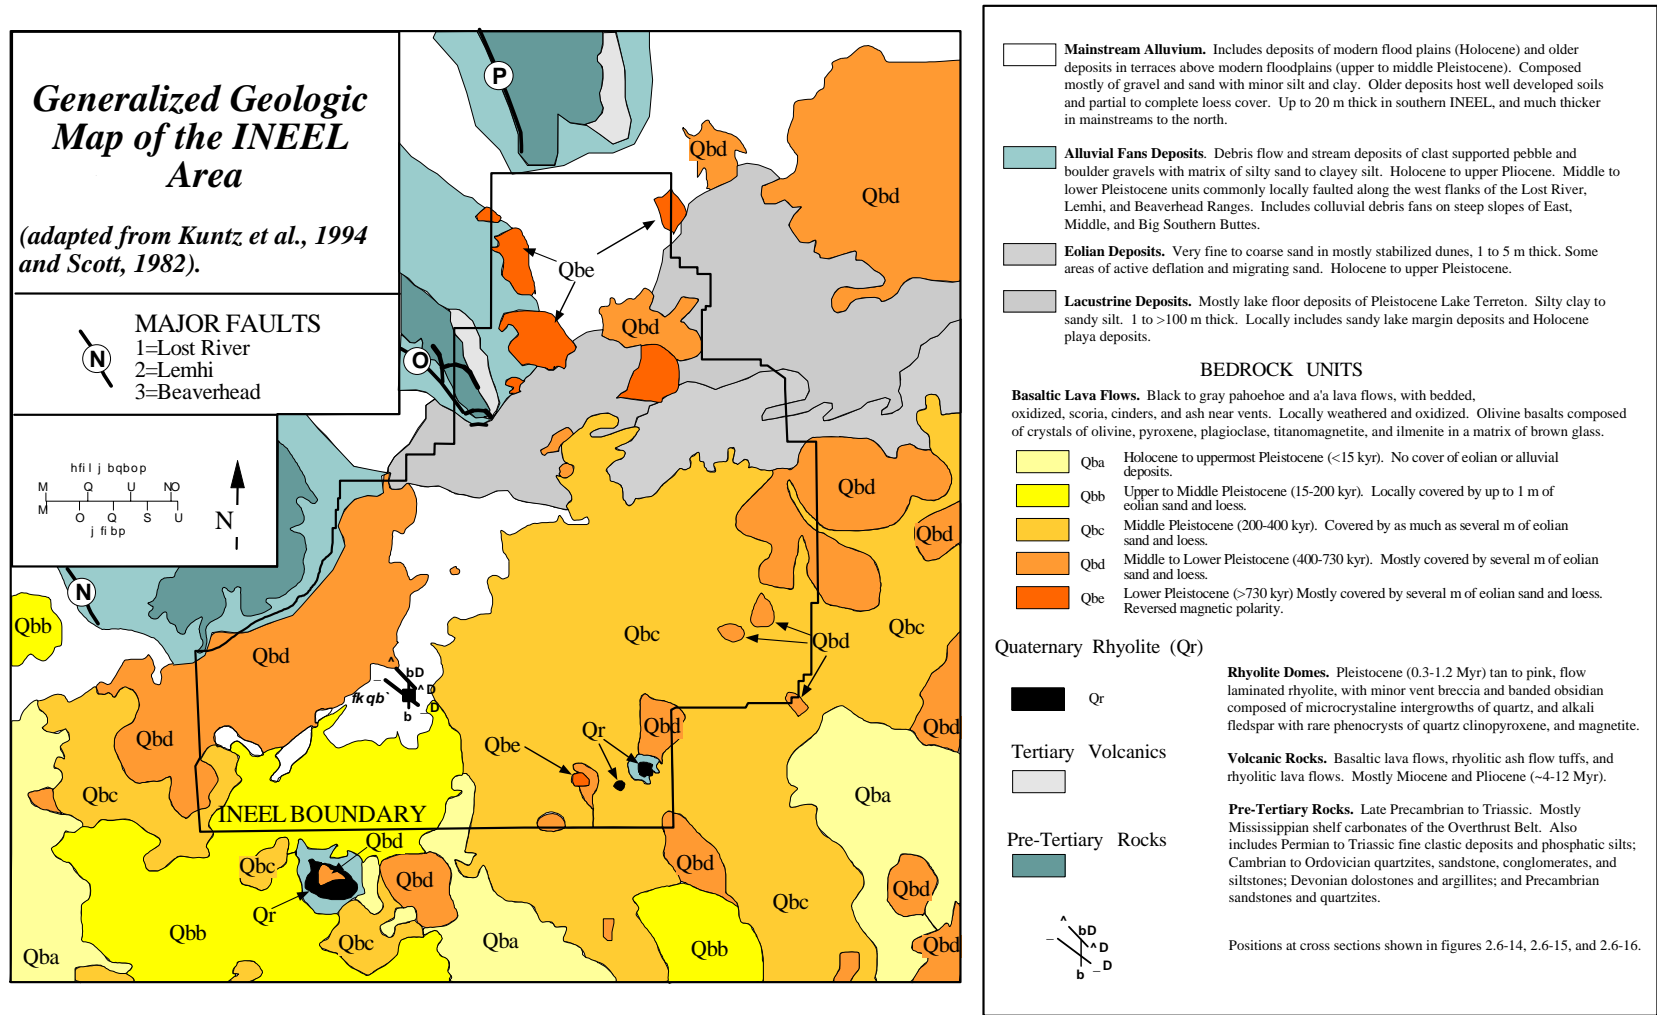 Generalized Geologic
Map of the INEEL
Area
(adapted from Kuntz et al., 1994
and Scott, 1982).
MAJOR FAULTS
1=Lost River
2=Lemhi
3=Beaverhead
N
hfil j bqbop
M Q U NO
M O Q S U
j fibp
N
P
O
N
Qbd
Qbd
Qbe
Qbd
Qbd
Qbd
Qbb
Qbc
Qbc
Qbd
Qbd
^
bD
_
^ D
fkqb`
D
b
Qbd
Qbd
Qbd
Qr
Qbe
Qbc
Qba
INEEL BOUNDARY
Qbd
Qbc
Qbd
Qbd
Qbd
Qr
Qbc
Qbb
Qbc
Qba
Qbb
Qbd
Qba
Mainstream Alluvium. Includes deposits of modern flood plains (Holocene) and older
deposits in terraces above modern floodplains (upper to middle Pleistocene). Composed
mostly of gravel and sand with minor silt and clay. Older deposits host well developed soils
and partial to complete loess cover. Up to 20 m thick in southern INEEL, and much thicker
in mainstreams to the north.
Alluvial Fans Deposits. Debris flow and stream deposits of clast supported pebble and
boulder gravels with matrix of silty sand to clayey silt. Holocene to upper Pliocene. Middle to
lower Pleistocene units commonly locally faulted along the west flanks of the Lost River,
Lemhi, and Beaverhead Ranges. Includes colluvial debris fans on steep slopes of East,
Middle, and Big Southern Buttes.
Eolian Deposits. Very fine to coarse sand in mostly stabilized dunes, 1 to 5 m thick. Some
areas of active deflation and migrating sand. Holocene to upper Pleistocene.
Lacustrine Deposits. Mostly lake floor deposits of Pleistocene Lake Terreton. Silty clay to
sandy silt. 1 to >100 m thick. Locally includes sandy lake margin deposits and Holocene
playa deposits.
BEDROCK UNITS
Basaltic Lava Flows. Black to gray pahoehoe and a'a lava flows, with bedded,
oxidized, scoria, cinders, and ash near vents. Locally weathered and oxidized. Olivine basalts composed
of crystals of olivine, pyroxene, plagioclase, titanomagnetite, and ilmenite in a matrix of brown glass.
Qba Holocene to uppermost Pleistocene (<15 kyr). No cover of eolian or alluvial
deposits.
Qbb Upper to Middle Pleistocene (15-200 kyr). Locally covered by up to 1 m of
eolian sand and loess.
Qbc Middle Pleistocene (200-400 kyr). Covered by as much as several m of eolian
sand and loess.
Qbd Middle to Lower Pleistocene (400-730 kyr). Mostly covered by several m of eolian
sand and loess.
Qbe Lower Pleistocene (>730 kyr) Mostly covered by several m of eolian sand and loess.
Reversed magnetic polarity.
Quaternary Rhyolite (Qr)
Qr
Rhyolite Domes. Pleistocene (0.3-1.2 Myr) tan to pink, flow
laminated rhyolite, with minor vent breccia and banded obsidian
composed of microcrystaline intergrowths of quartz, and alkali
fledspar with rare phenocrysts of quartz clinopyroxene, and magnetite.
Tertiary Volcanics
Volcanic Rocks. Basaltic lava flows, rhyolitic ash flow tuffs, and
rhyolitic lava flows. Mostly Miocene and Pliocene (~4-12 Myr).
Pre-Tertiary Rocks
Pre-Tertiary Rocks. Late Precambrian to Triassic. Mostly
Mississippian shelf carbonates of the Overthrust Belt. Also
includes Permian to Triassic fine clastic deposits and phosphatic silts;
Cambrian to Ordovician quartzites, sandstone, conglomerates, and
siltstones; Devonian dolostones and argillites; and Precambrian
sandstones and quartzites.
^
bD
_
^ D
_ D
b
Positions at cross sections shown in figures 2.6-14, 2.6-15, and 2.6-16.